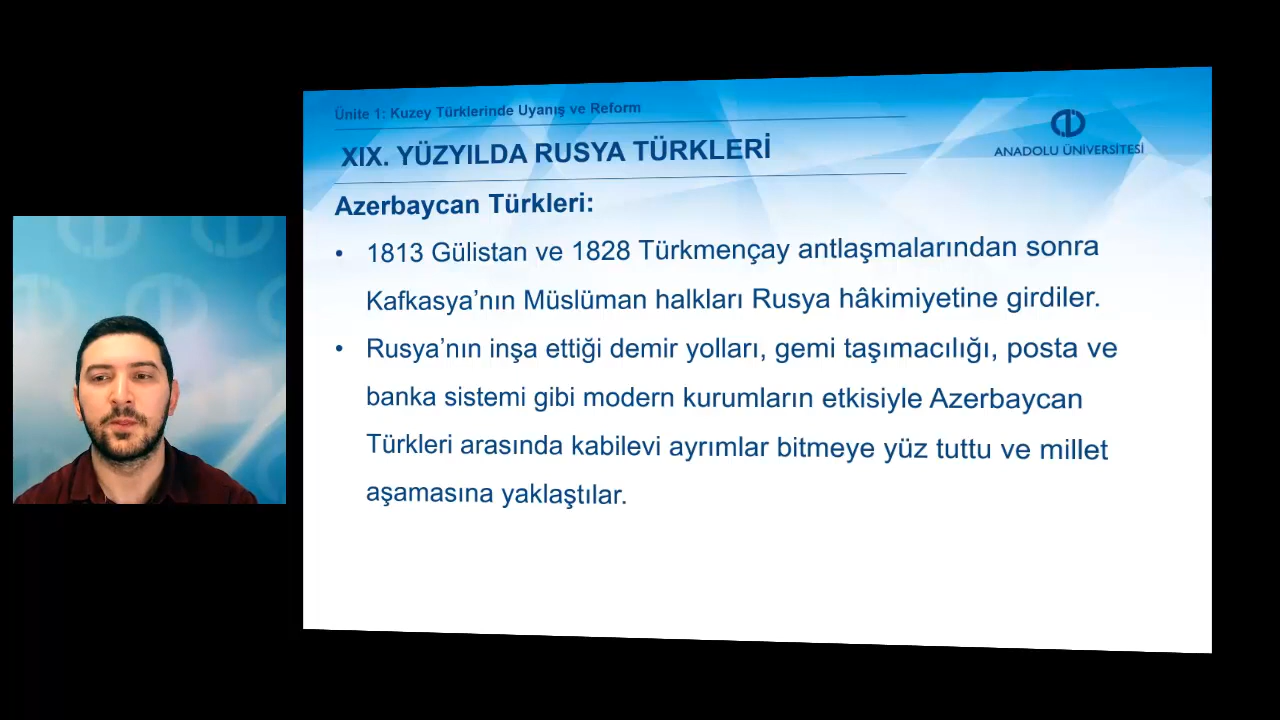 Ünite 1: Kuzey Türklerinde Uyanış ve Reform
XIX. YÜZYILDA RUSYA TÜRKLERİ
ANADOLU ÜNİVERSİTESİ
Azerbaycan Türkleri:
• 1813 Gülistan ve 1828 Türkmençay antlaşmalarından sonra
Kafkasya’nın Müslüman halkları Rusya hâkimiyetine girdiler.
• Rusya’nın inşa ettiği demir yolları, gemi taşımacılığı, posta ve
banka sistemi gibi modern kurumların etkisiyle Azerbaycan
Türkleri arasında kabilevi ayrımlar bitmeye yüz tuttu ve millet
aşamasına yaklaştılar.